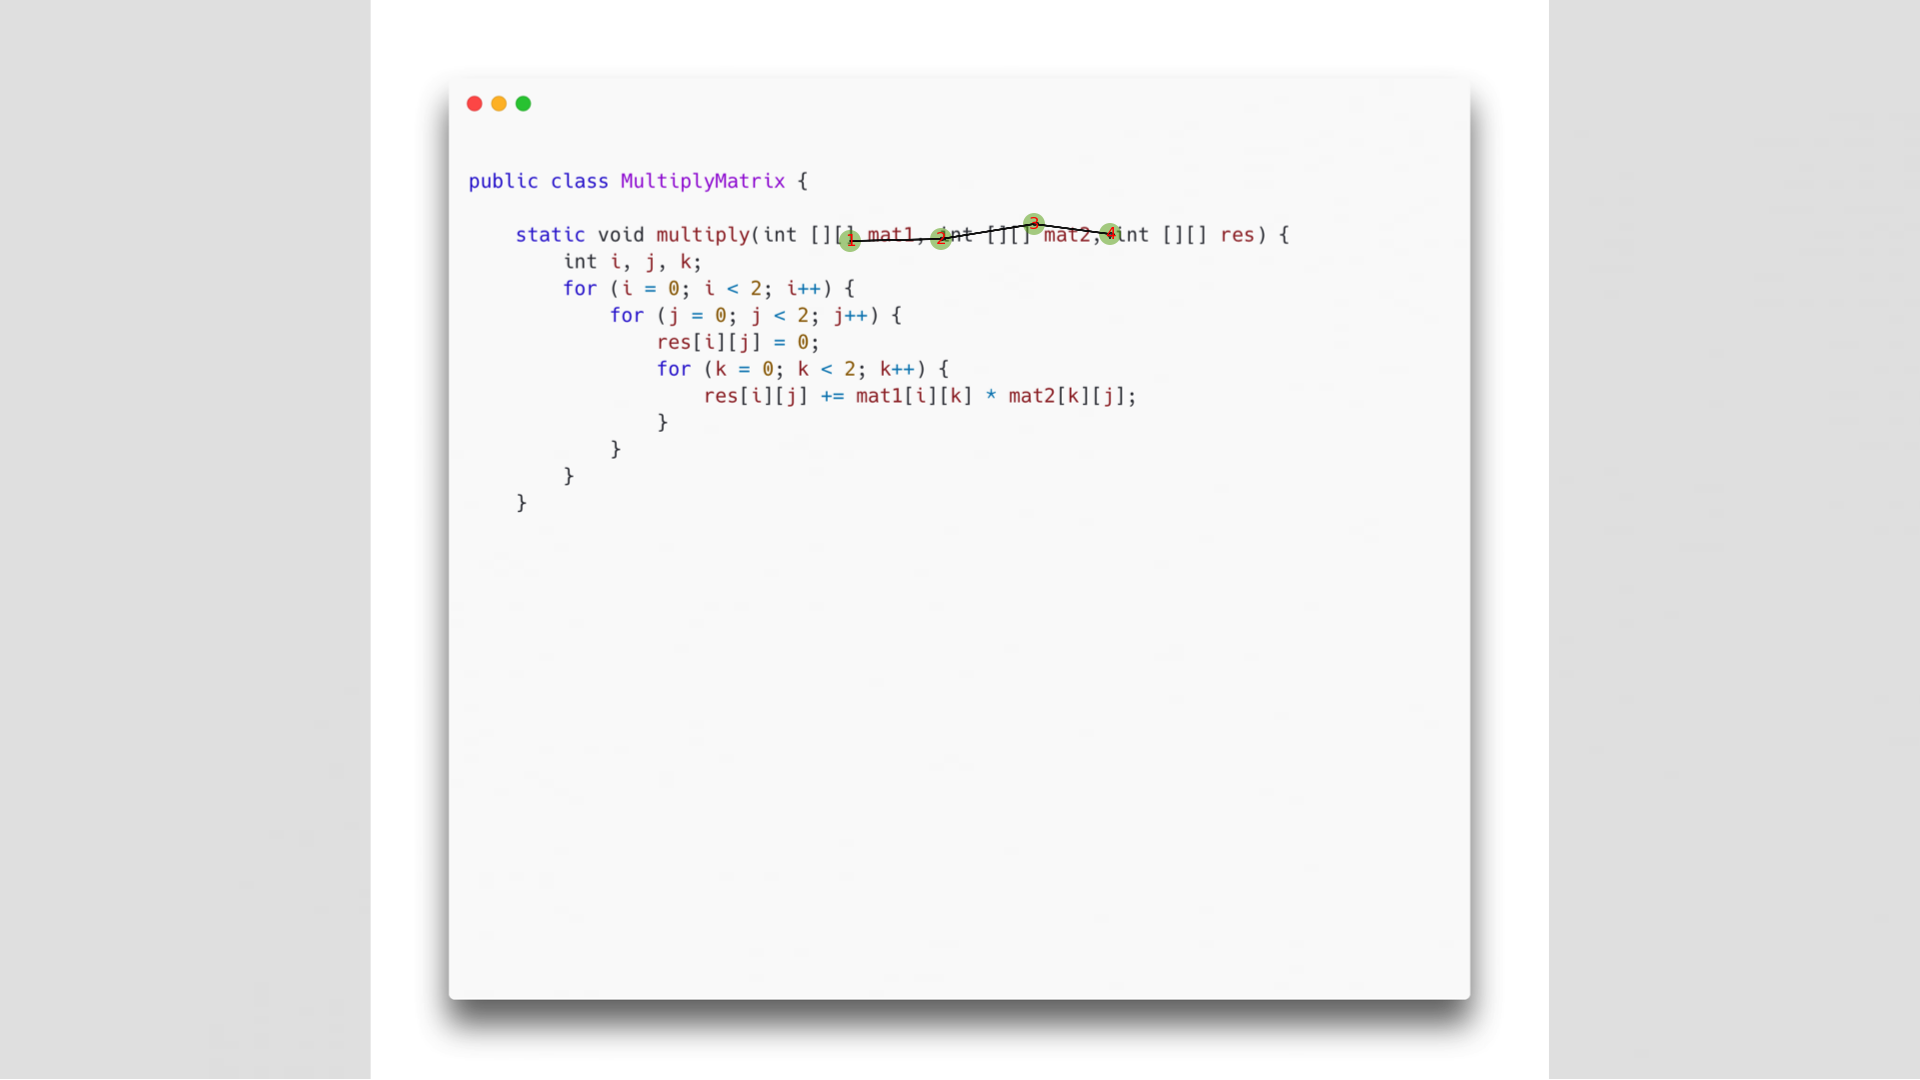 public class MultiplyMatrix {
static void multiply(int [][] mat1, int [][] mat2, int [][] res) {
int i, j, k;
for (i = 0; i < 2; i++) {
for (j = 0; j < 2; j++) {
res[i][j] = 0;
for (k = 0; k < 2; k++) {
res[i][j] += mat1[i][k] * mat2[k][j];
}
}
}
}
1 2 3 4